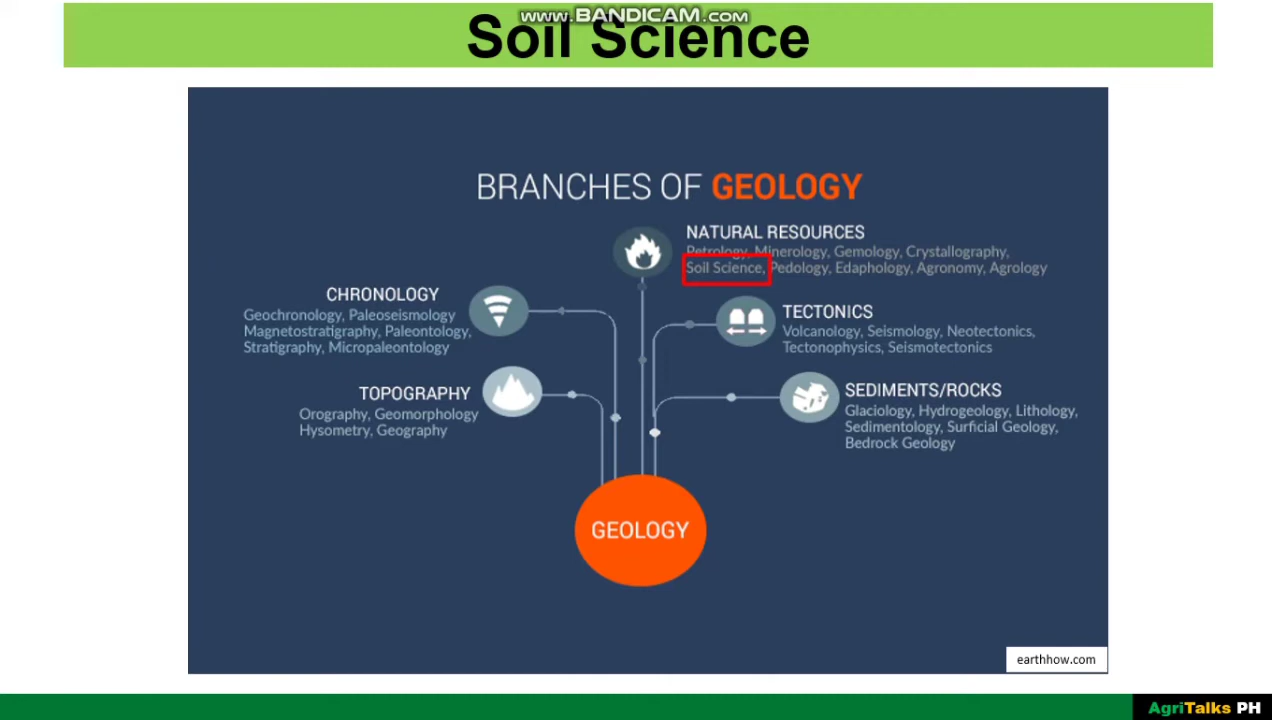 www.BANDICAM.com
Soil Science
BRANCHES OF GEOLOGY
NATURAL RESOURCES
Petrology, Minerology, Gemology, Crystallography,
Soil Science, Pedology, Edaphology, Agronomy, Agrology
CHRONOLOGY
Geochronology, Paleoseismology
Magnetostratigraphy, Paleontology,
Stratigraphy, Micropaleontology
TECTONICS
Volcanology, Seismology, Neotectonics,
Tectonophysics, Seismotectonics
TOPOGRAPHY
Orography, Geomorphology
Hysometry, Geography
SEDIMENTS/ROCKS
Glaciology, Hydrogeology, Lithology,
Sedimentology, Surficial Geology,
Bedrock Geology
GEOLOGY
earthhow.com
AgriTalks PH